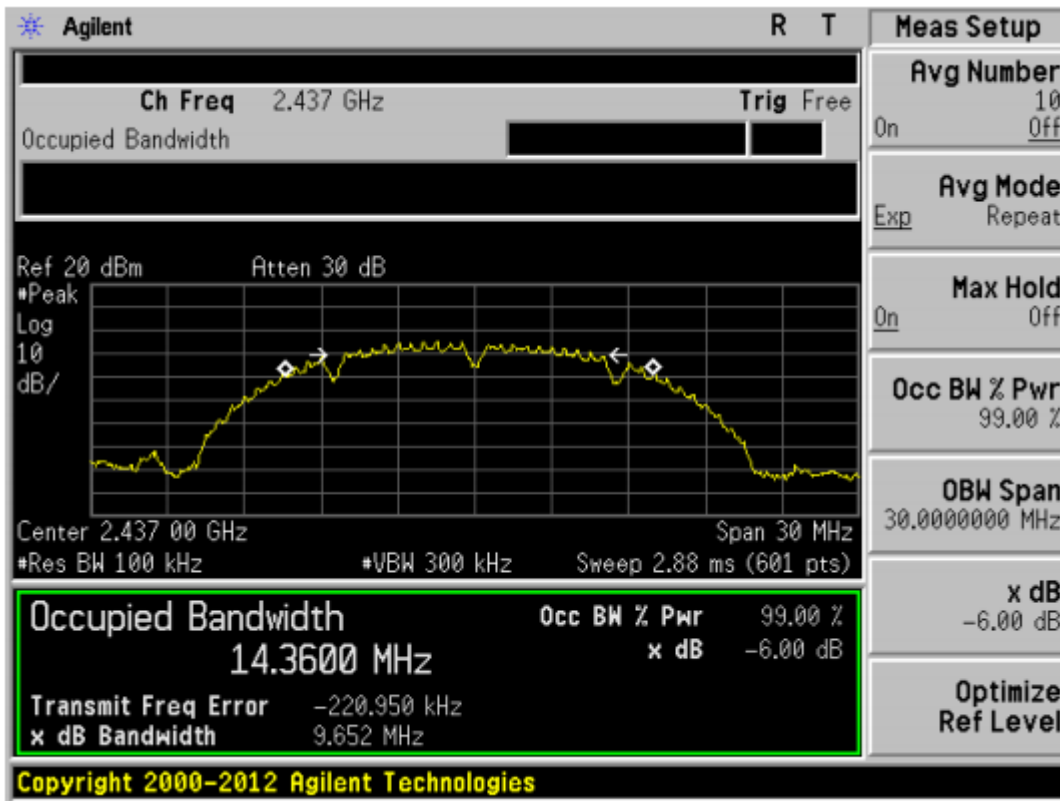 Agilent R T
Ch Freq 2.437 GHz Trig Free
Occupied Bandwidth
Ref 20 dBm Atten 30 dB
#Peak
Log
10
dB/
Center 2.437 00 GHz Span 30 MHz
#Res BW 100 kHz #VBW 300 kHz Sweep 2.88 ms (601 pts)
Occupied Bandwidth Occ BW % Pwr 99.00 %
14.3600 MHz x dB -6.00 dB
Transmit Freq Error -220.950 kHz
x dB Bandwidth 9.652 MHz
Copyright 2000-2012 Agilent Technologies
Meas Setup
Avg Number
10
On Off
Avg Mode
Exp Repeat
Max Hold
On Off
Occ BW % Pwr
99.00 %
OBW Span
30.0000000 MHz
x dB
-6.00 dB
Optimize
Ref Level